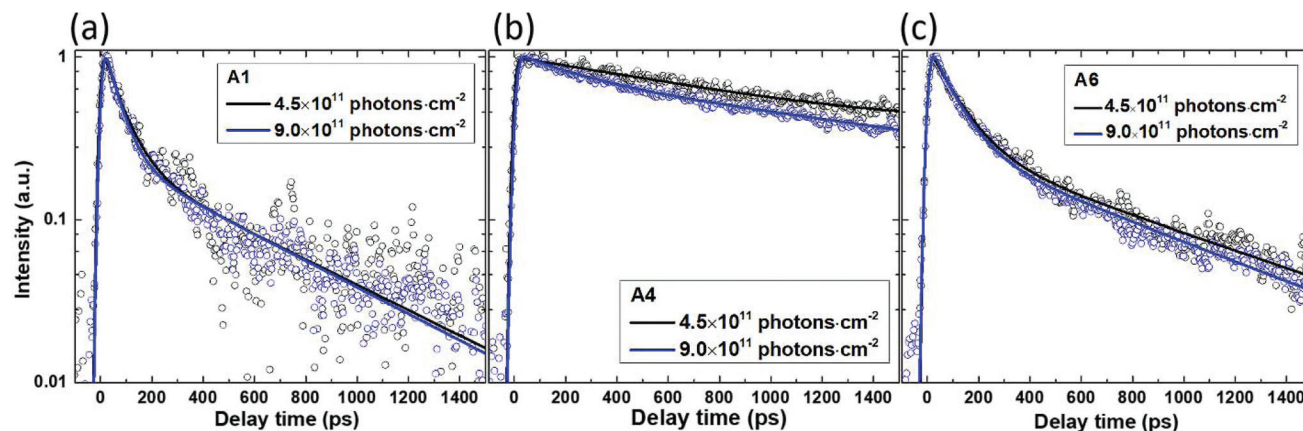 (a)
(b)
(c)
A1
4.5×10¹¹ photons·cm⁻²
9.0×10¹¹ photons·cm⁻²
A4
4.5×10¹¹ photons·cm⁻²
9.0×10¹¹ photons·cm⁻²
A6
4.5×10¹¹ photons·cm⁻²
9.0×10¹¹ photons·cm⁻²
Intensity (a.u.)
1
0.1
0.01
0 200 400 600 800 1000 1200 1400
0 200 400 600 800 1000 1200 1400
0 200 400 600 800 1000 1200 1400
Delay time (ps)
Delay time (ps)
Delay time (ps)